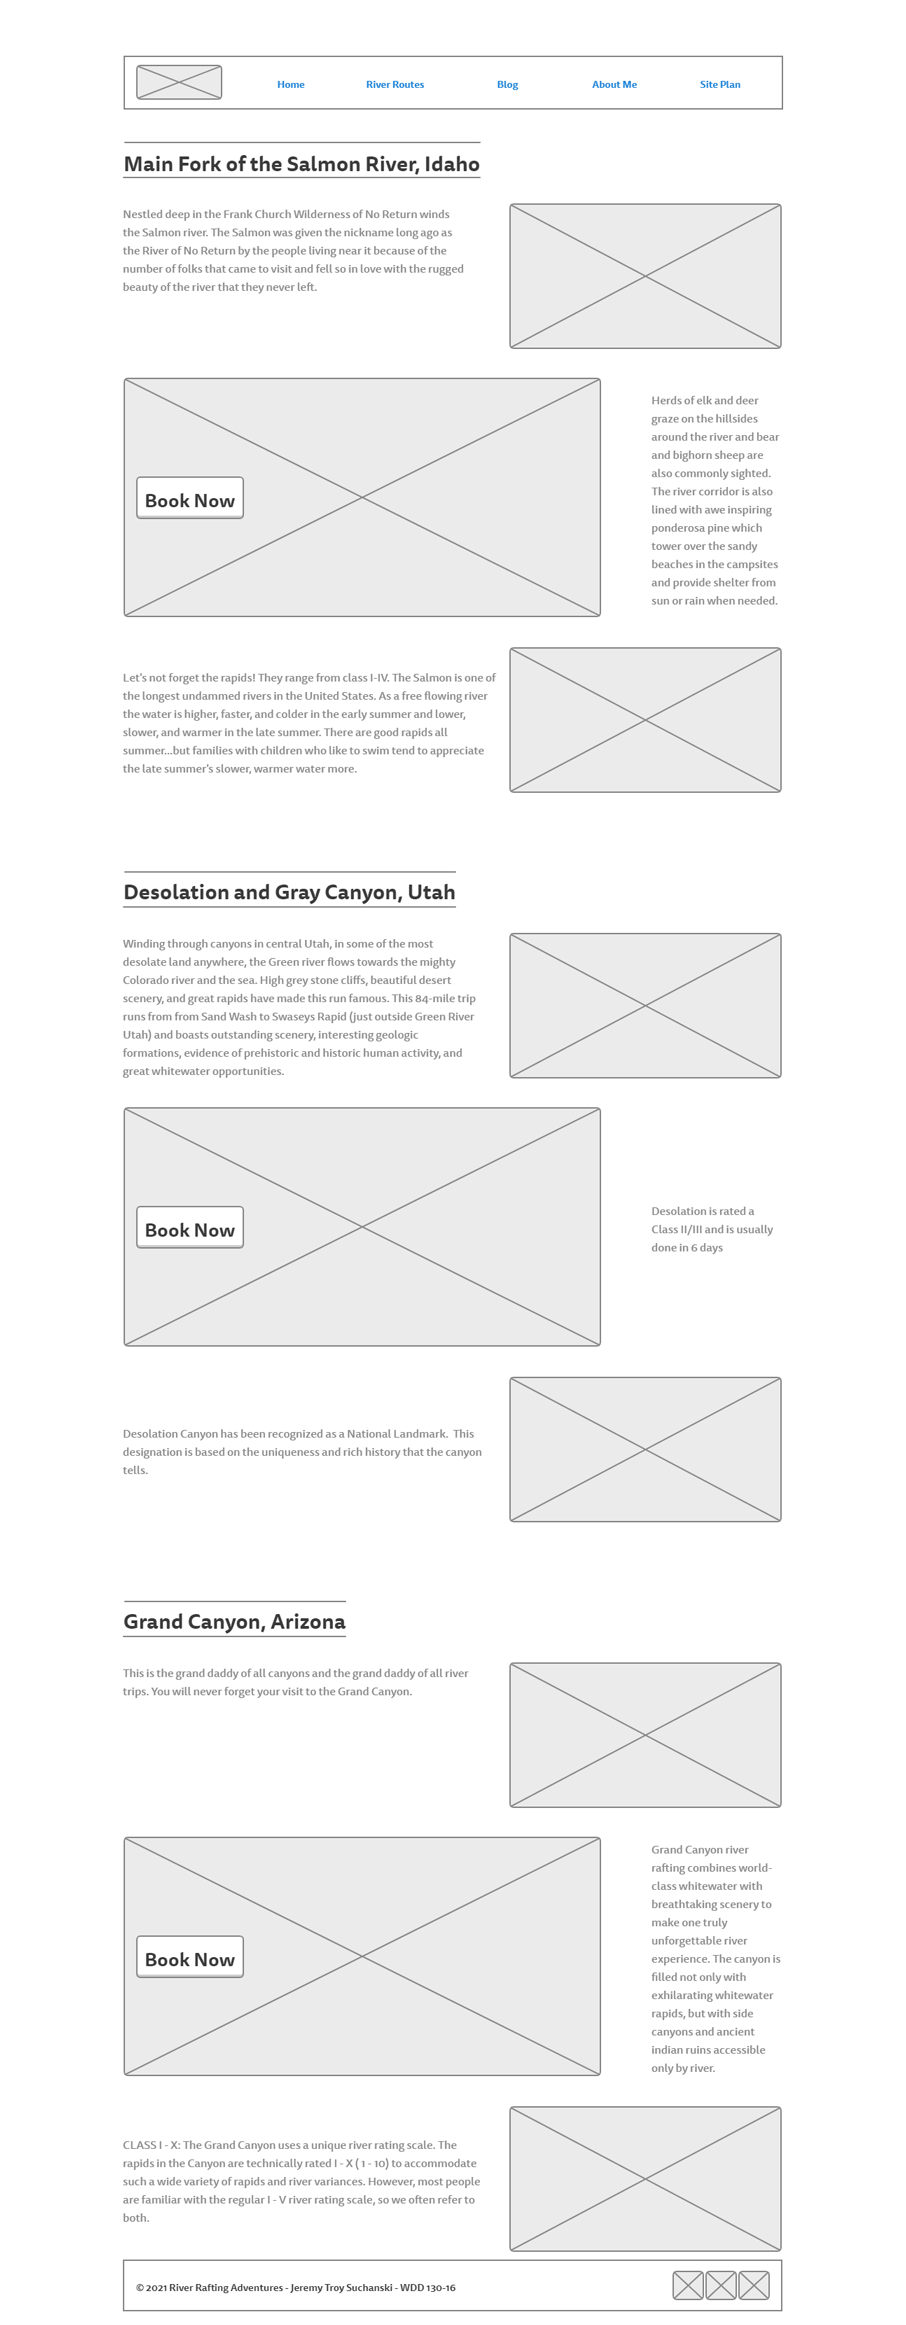 Home River Routes Blog About Me Site Plan
Main Fork of the Salmon River, Idaho
Nestled deep in the Frank Church Wilderness of No Return winds
the Salmon river. The Salmon was given the nickname long ago as
the River of No Return by the people living near it because of the
number of folks that came to visit and fell so in love with the rugged
beauty of the river that they never left.
Book Now
Herds of elk and deer
graze on the hillsides
around the river and bear
and bighorn sheep are
also commonly sighted.
The river corridor is also
lined with awe inspiring
ponderosa pine which
tower over the sandy
beaches in the campsites
and provide shelter from
sun or rain when needed.
Let's not forget the rapids! They range from class I-IV. The Salmon is one of
the longest undammed rivers in the United States. As a free flowing river
the water is higher, faster, and colder in the early summer and lower,
slower, and warmer in the late summer. There are good rapids all
summer...but families with children who like to swim tend to appreciate
the late summer's slower, warmer water more.
Desolation and Gray Canyon, Utah
Winding through canyons in central Utah, in some of the most
desolate land anywhere, the Green river flows towards the mighty
Colorado river and the sea. High grey stone cliffs, beautiful desert
scenery, and great rapids have made this run famous. This 84-mile trip
runs from from Sand Wash to Swaseys Rapid (just outside Green River
Utah) and boasts outstanding scenery, interesting geologic
formations, evidence of prehistoric and historic human activity, and
great whitewater opportunities.
Book Now
Desolation is rated a
Class II/III and is usually
done in 6 days
Desolation Canyon has been recognized as a National Landmark.  This
designation is based on the uniqueness and rich history that the canyon
tells.
Grand Canyon, Arizona
This is the grand daddy of all canyons and the grand daddy of all river
trips. You will never forget your visit to the Grand Canyon.
Book Now
Grand Canyon river
rafting combines world-
class whitewater with
breathtaking scenery to
make one truly
unforgettable river
experience. The canyon is
filled not only with
exhilarating whitewater
rapids, but with side
canyons and ancient
indian ruins accessible
only by river.
CLASS I - X: The Grand Canyon uses a unique river rating scale. The
rapids in the Canyon are technically rated I - X ( 1 - 10) to accommodate
such a wide variety of rapids and river variances. However, most people
are familiar with the regular I - V river rating scale, so we often refer to
both.
© 2021 River Rafting Adventures - Jeremy Troy Suchanski - WDD 130-16